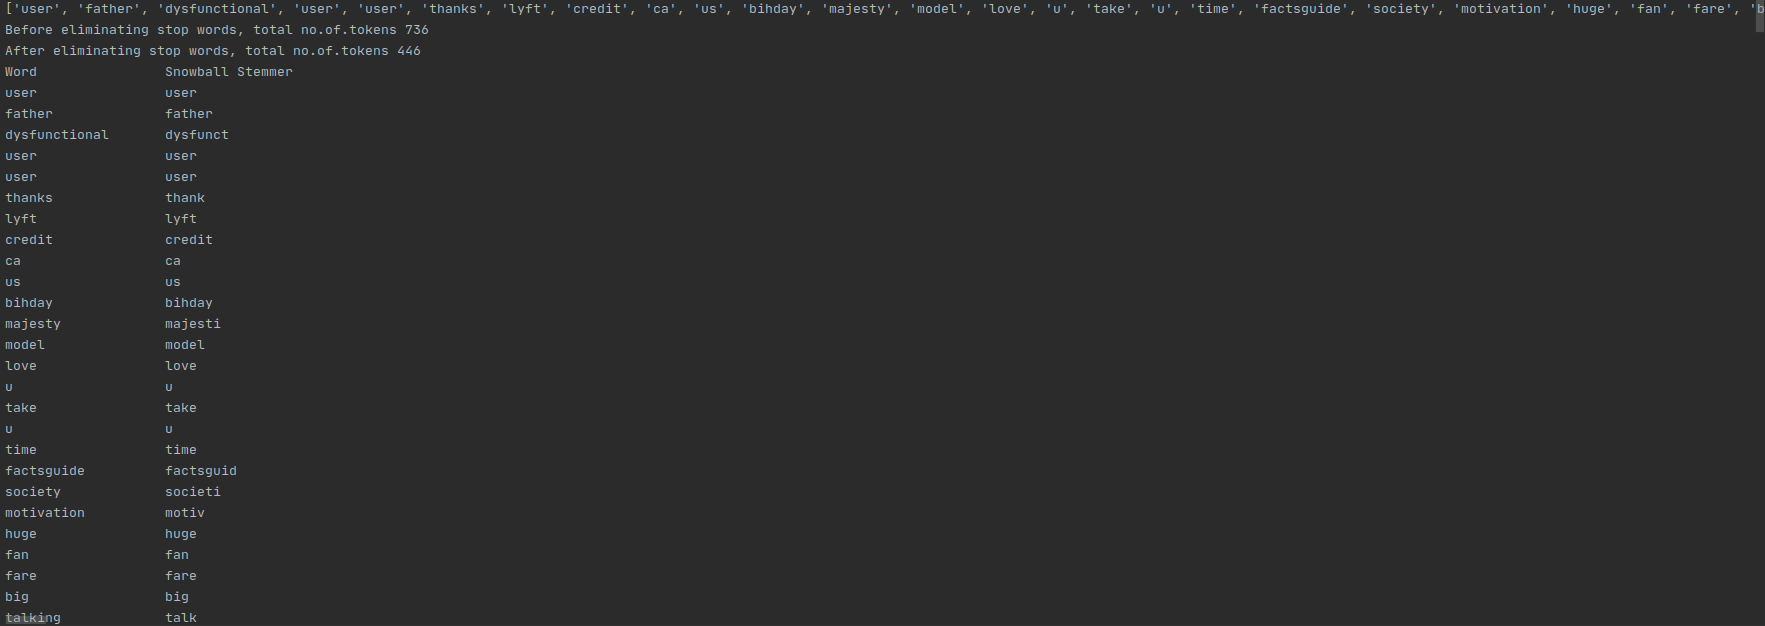 ['user', 'father', 'dysfunctional', 'user', 'user', 'thanks', 'lyft', 'credit', 'ca', 'us', 'bihday', 'majesty', 'model', 'love', 'u', 'take', 'u', 'time', 'factsguide', 'society', 'motivation', 'huge', 'fan', 'fare', 'b
Before eliminating stop words, total no.of.tokens 736
After eliminating stop words, total no.of.tokens 446
Word Snowball Stemmer
user user
father father
dysfunctional dysfunct
user user
user user
thanks thank
lyft lyft
credit credit
ca ca
us us
bihday bihday
majesty majesti
model model
love love
u u
take take
u u
time time
factsguide factsguid
society societi
motivation motiv
huge huge
fan fan
fare fare
big big
talking talk